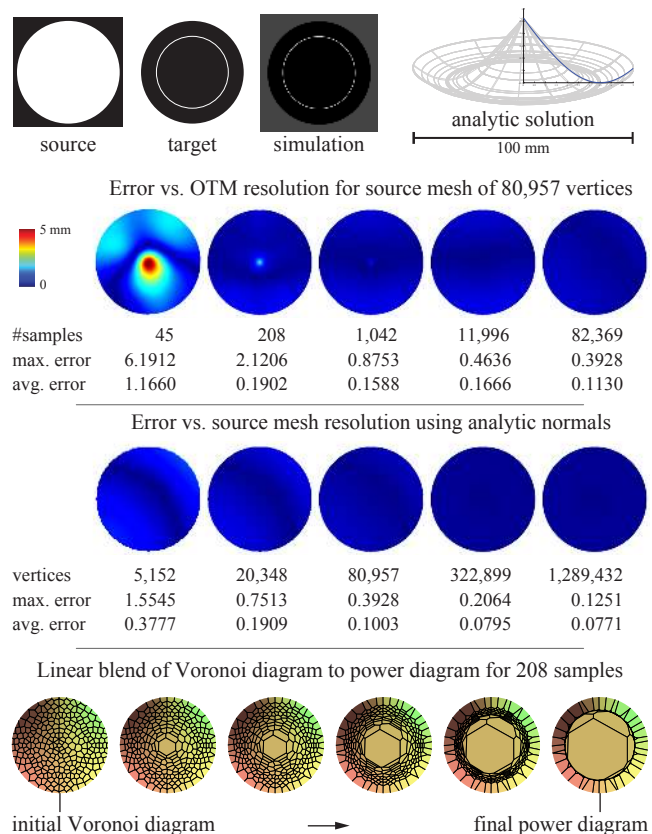 source target simulation analytic solution
100 mm
Error vs. OTM resolution for source mesh of 80,957 vertices
5 mm
0
#samples 45 208 1,042 11,996 82,369
max. error 6.1912 2.1206 0.8753 0.4636 0.3928
avg. error 1.1660 0.1902 0.1588 0.1666 0.1130
Error vs. source mesh resolution using analytic normals
vertices 5,152 20,348 80,957 322,899 1,289,432
max. error 1.5545 0.7513 0.3928 0.2064 0.1251
avg. error 0.3777 0.1909 0.1003 0.0795 0.0771
Linear blend of Voronoi diagram to power diagram for 208 samples
initial Voronoi diagram final power diagram